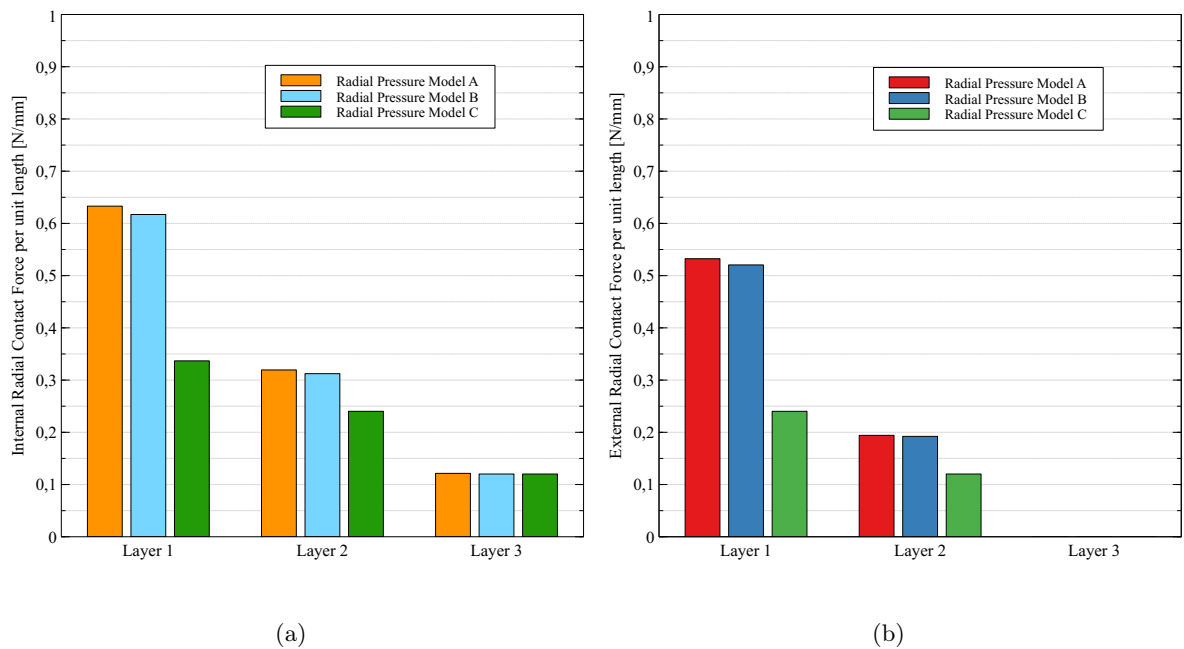 Internal Radial Contact Force per unit length [N/mm]
1
0,9
0,8
0,7
0,6
0,5
0,4
0,3
0,2
0,1
0
Radial Pressure Model A
Radial Pressure Model B
Radial Pressure Model C
Layer 1
Layer 2
Layer 3
(a)
External Radial Contact Force per unit length [N/mm]
1
0,9
0,8
0,7
0,6
0,5
0,4
0,3
0,2
0,1
0
Radial Pressure Model A
Radial Pressure Model B
Radial Pressure Model C
Layer 1
Layer 2
Layer 3
(b)